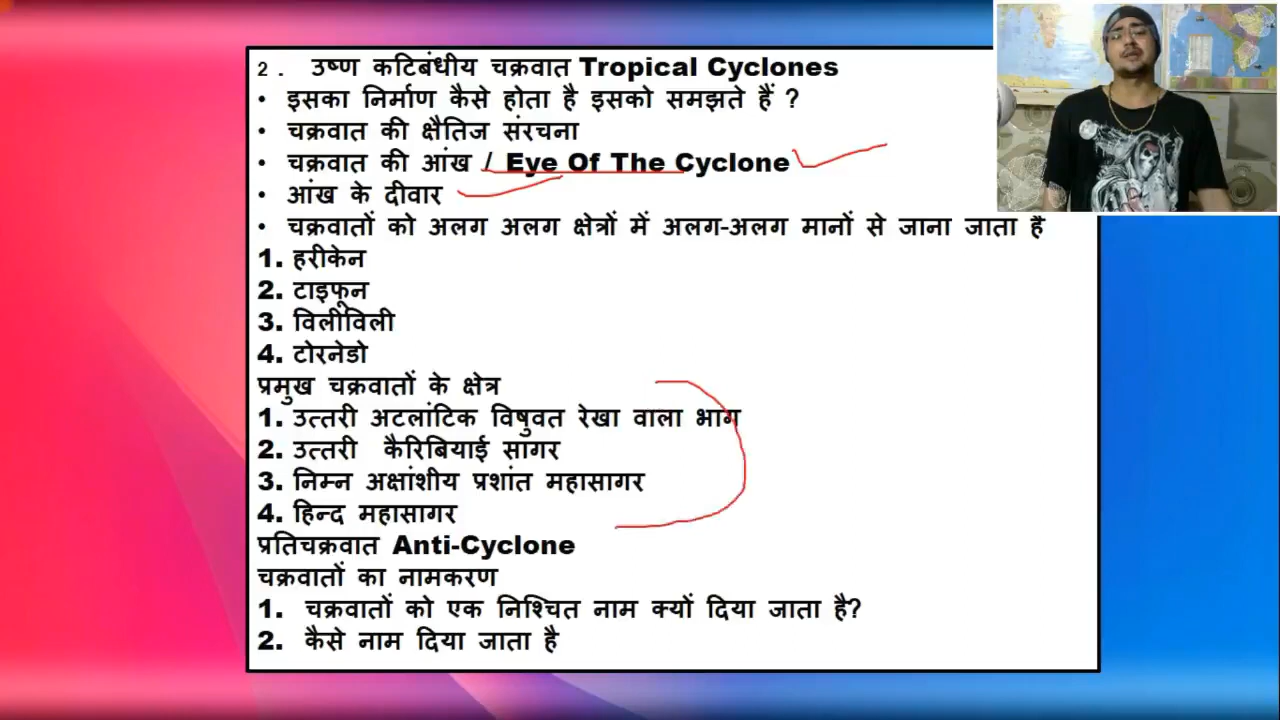 2 . उष्ण कटिबंधीय चक्रवात Tropical Cyclones
• इसका निर्माण कैसे होता है इसको समझते हैं ?
• चक्रवात की क्षैतिज संरचना
• चक्रवात की आंख / Eye Of The Cyclone
• आंख के दीवार
• चक्रवातों को अलग अलग क्षेत्रों में अलग-अलग मानों से जाना जाता है
1. हरीकेन
2. टाइफून
3. विलीविली
4. टोरनेडो
प्रमुख चक्रवातों के क्षेत्र
1. उत्तरी अटलांटिक विषुवत रेखा वाला भाग
2. उत्तरी कैरिबियाई सागर
3. निम्न अक्षांशीय प्रशांत महासागर
4. हिन्द महासागर
प्रतिचक्रवात Anti-Cyclone
चक्रवातों का नामकरण
1. चक्रवातों को एक निश्चित नाम क्यों दिया जाता है?
2. कैसे नाम दिया जाता है